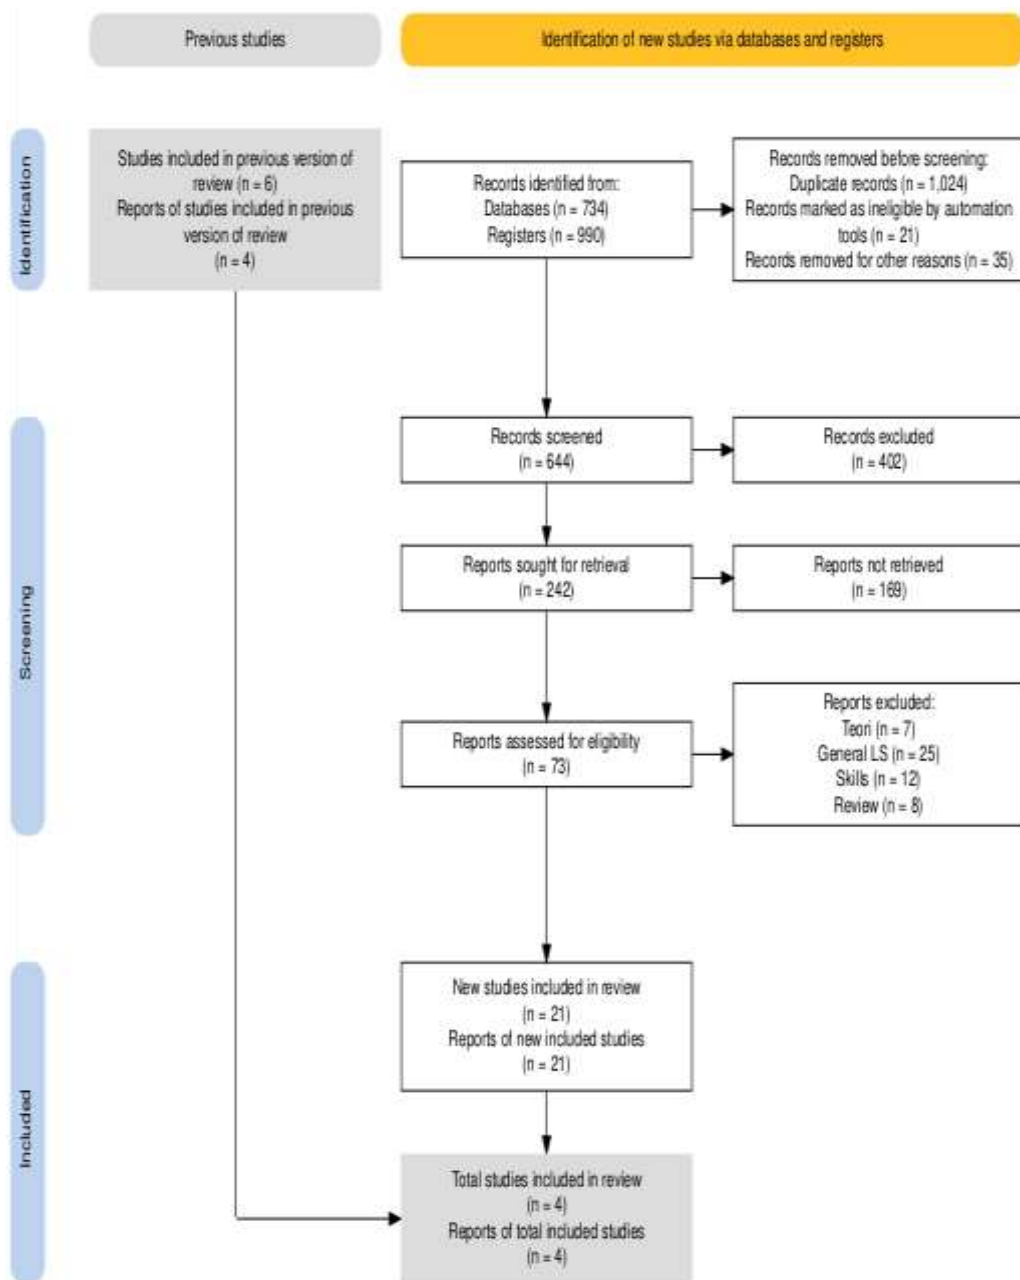 Previous studies
Identification of new studies via databases and registers
Identification
Studies included in previous version of
review (n = 6)
Reports of studies included in previous
version of review
(n = 4)
Records identified from:
Databases (n = 734)
Registers (n = 990)
Records removed before screening:
Duplicate records (n = 1,024)
Records marked as ineligible by automation
tools (n = 21)
Records removed for other reasons (n = 35)
Screening
Records screened
(n = 644)
Records excluded
(n = 402)
Reports sought for retrieval
(n = 242)
Reports not retrieved
(n = 169)
Reports assessed for eligibility
(n = 73)
Reports excluded:
Teori (n = 7)
General LS (n = 25)
Skills (n = 12)
Review (n = 8)
Included
New studies included in review
(n = 21)
Reports of new included studies
(n = 21)
Total studies included in review
(n = 4)
Reports of total included studies
(n = 4)